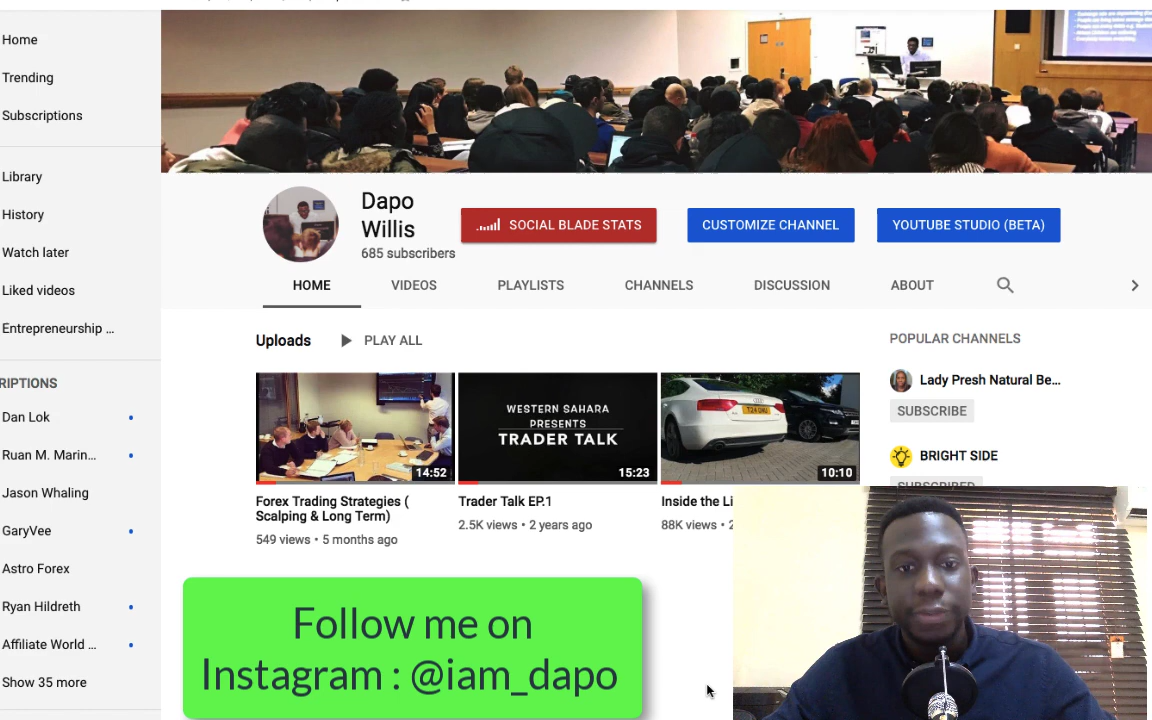 Home
Trending
Subscriptions
Library
History
Watch later
Liked videos
Entrepreneurship ...
RIPTIONS
Dan Lok
Ruan M. Marin...
Jason Whaling
GaryVee
Astro Forex
Ryan Hildreth
Affiliate World ...
Show 35 more
Dapo
Willis
685 subscribers
SOCIAL BLADE STATS
CUSTOMIZE CHANNEL
YOUTUBE STUDIO (BETA)
HOME
VIDEOS
PLAYLISTS
CHANNELS
DISCUSSION
ABOUT
Uploads
PLAY ALL
14:52
Forex Trading Strategies (
Scalping & Long Term)
549 views • 5 months ago
WESTERN SAHARA
PRESENTS
TRADER TALK
15:23
Trader Talk EP.1
2.5K views • 2 years ago
10:10
Inside the Li
88K views • 2
POPULAR CHANNELS
Lady Presh Natural Be...
SUBSCRIBE
BRIGHT SIDE
SUBSCRIBED
Follow me on
Instagram : @iam_dapo